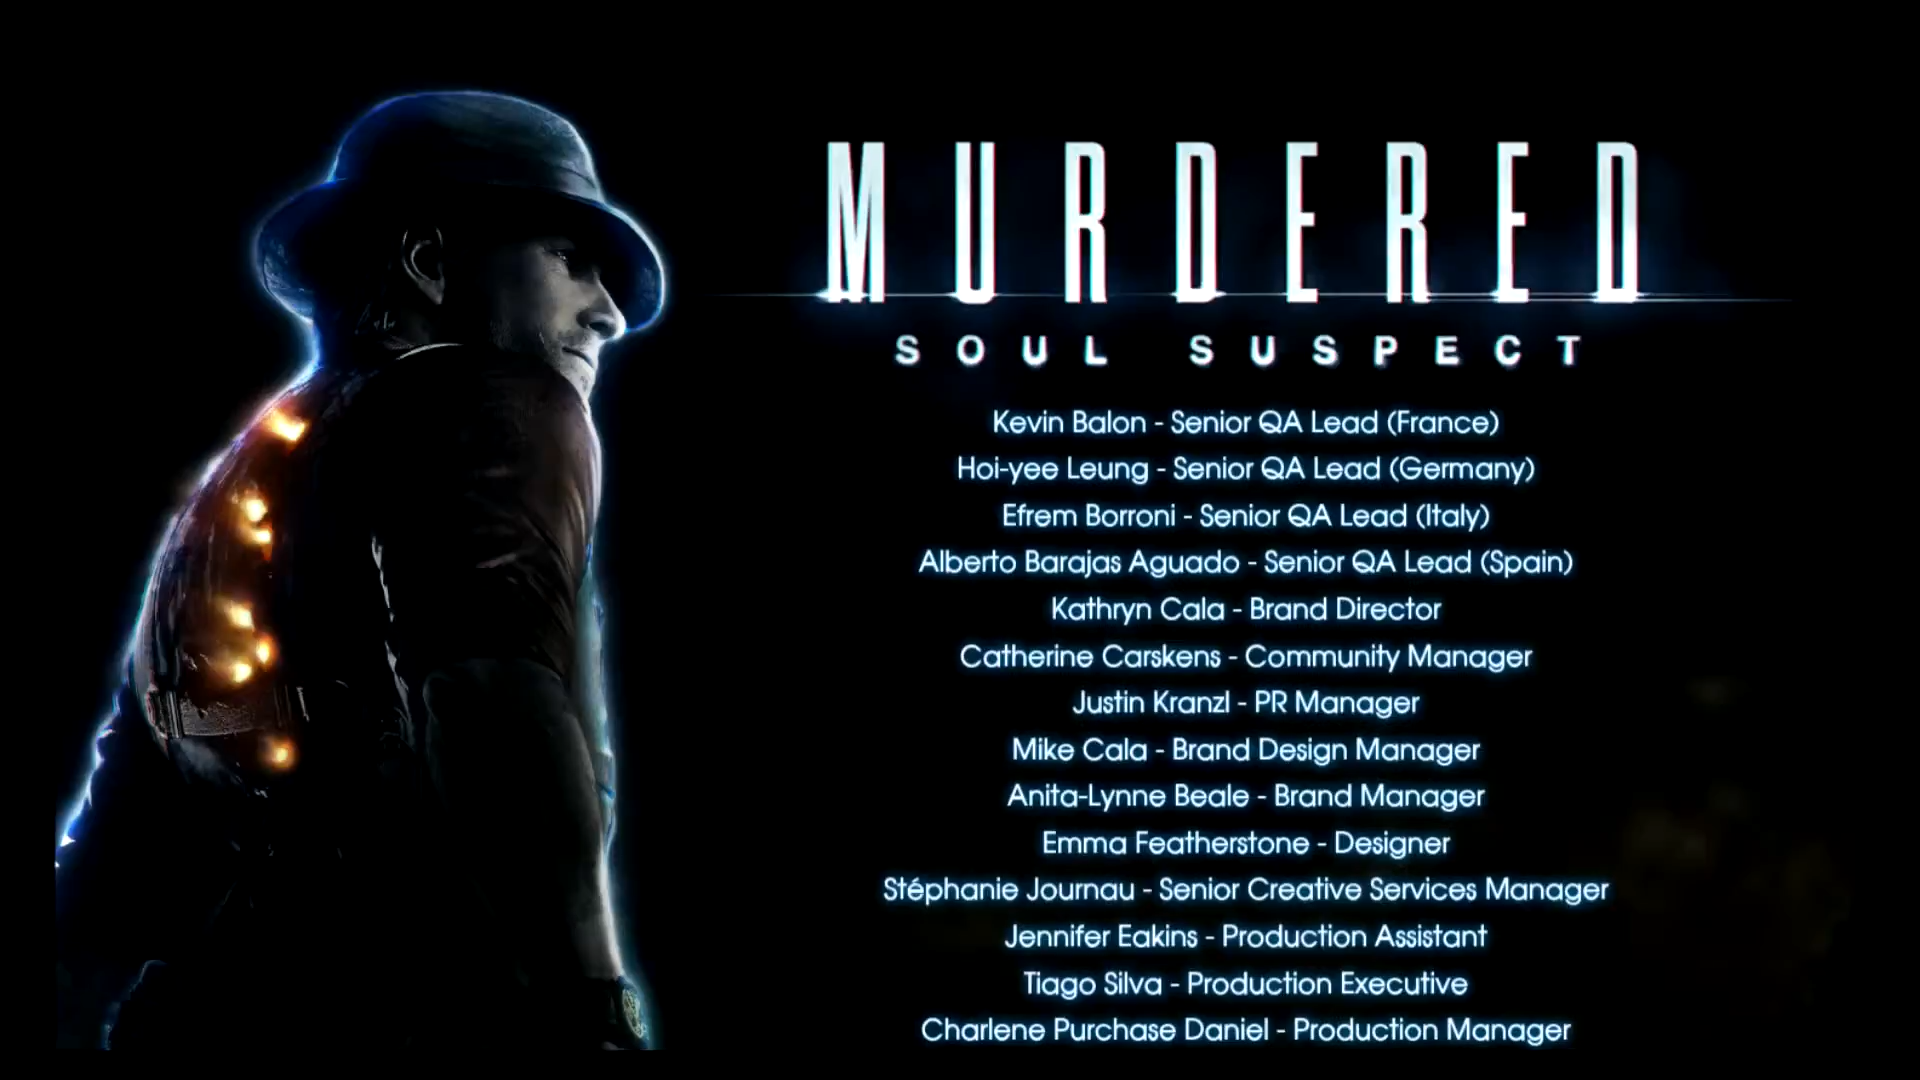 MURDERED
SOUL SUSPECT
Kevin Balon - Senior QA Lead (France)
Hoi-yee Leung - Senior QA Lead (Germany)
Efrem Borroni - Senior QA Lead (Italy)
Alberto Barajas Aguado - Senior QA Lead (Spain)
Kathryn Cala - Brand Director
Catherine Carskens - Community Manager
Justin Kranzl - PR Manager
Mike Cala - Brand Design Manager
Anita-Lynne Beale - Brand Manager
Emma Featherstone - Designer
Stéphanie Journau - Senior Creative Services Manager
Jennifer Eakins - Production Assistant
Tiago Silva - Production Executive
Charlene Purchase Daniel - Production Manager